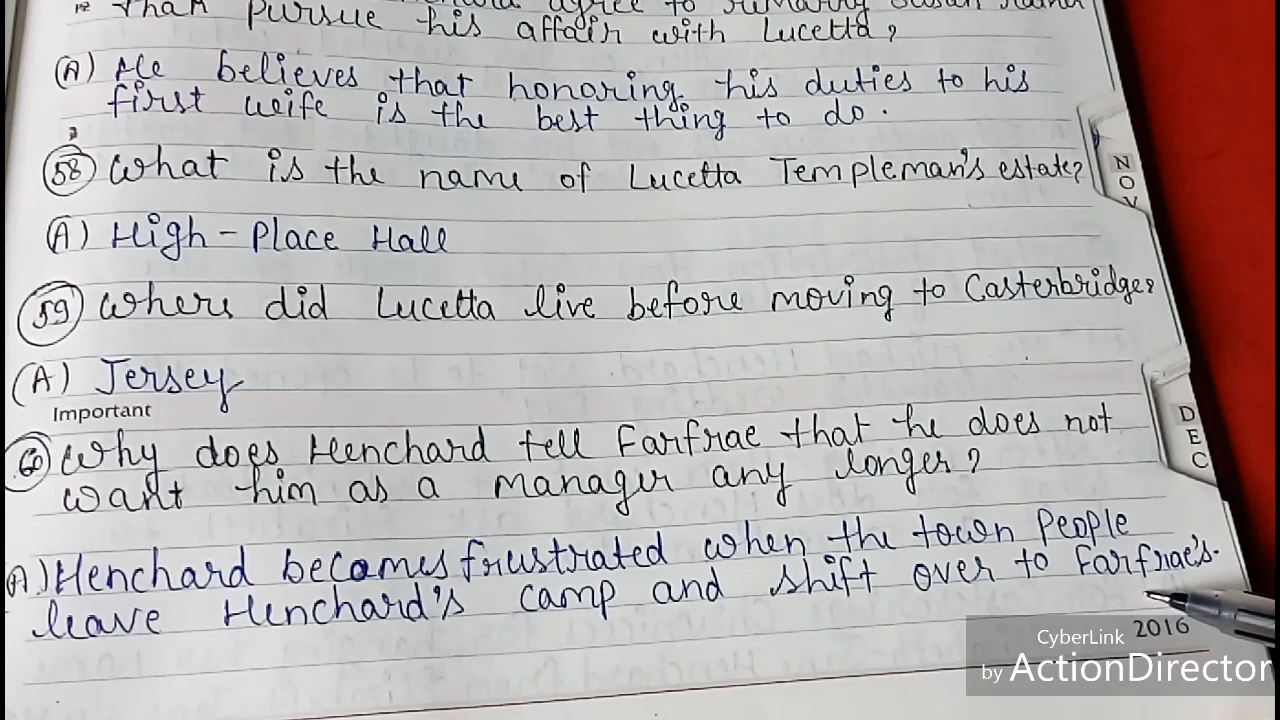 than pursue his affair with Lucetta?
(A) He believes that honoring his duties to his
first wife is the best thing to do.
58 What is the name of Lucetta Templeman's estate?
(A) High-Place Hall
59 Where did Lucetta live before moving to Casterbridge?
(A) Jersey
Important
60 Why does Henchard tell Farfrae that he does not
want him as a manager any longer?
(A) Henchard becomes frustrated when the town People
leave Henchard's camp and shift over to Farfrae's.
NOV
DEC
2016
CyberLink
by ActionDirector